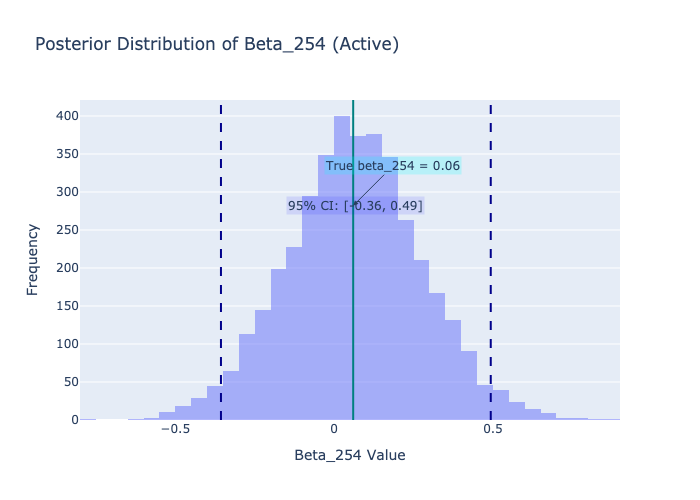 Posterior Distribution of Beta_254 (Active)
400
350
300
250
200
150
100
50
0
Frequency
True beta_254 = 0.06
95% CI: [-0.36, 0.49]
−0.5
0
0.5
Beta_254 Value